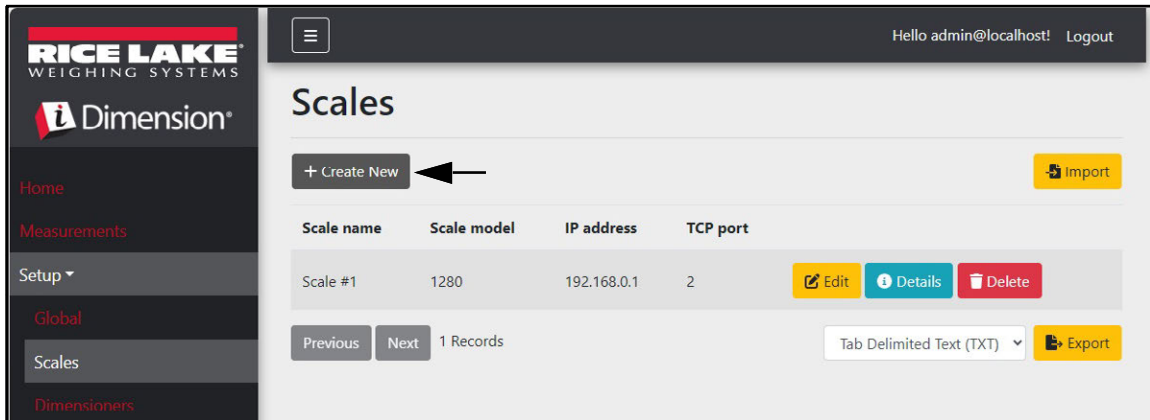 RICE LAKE®
WEIGHING SYSTEMS
i Dimension®
Home
Measurements
Setup
Global
Scales
Dimensioners
Hello admin@localhost! Logout
Scales
+ Create New
Import
Scale name Scale model IP address TCP port
Scale #1 1280 192.168.0.1 2 Edit Details Delete
Previous Next 1 Records Tab Delimited Text (TXT) Export